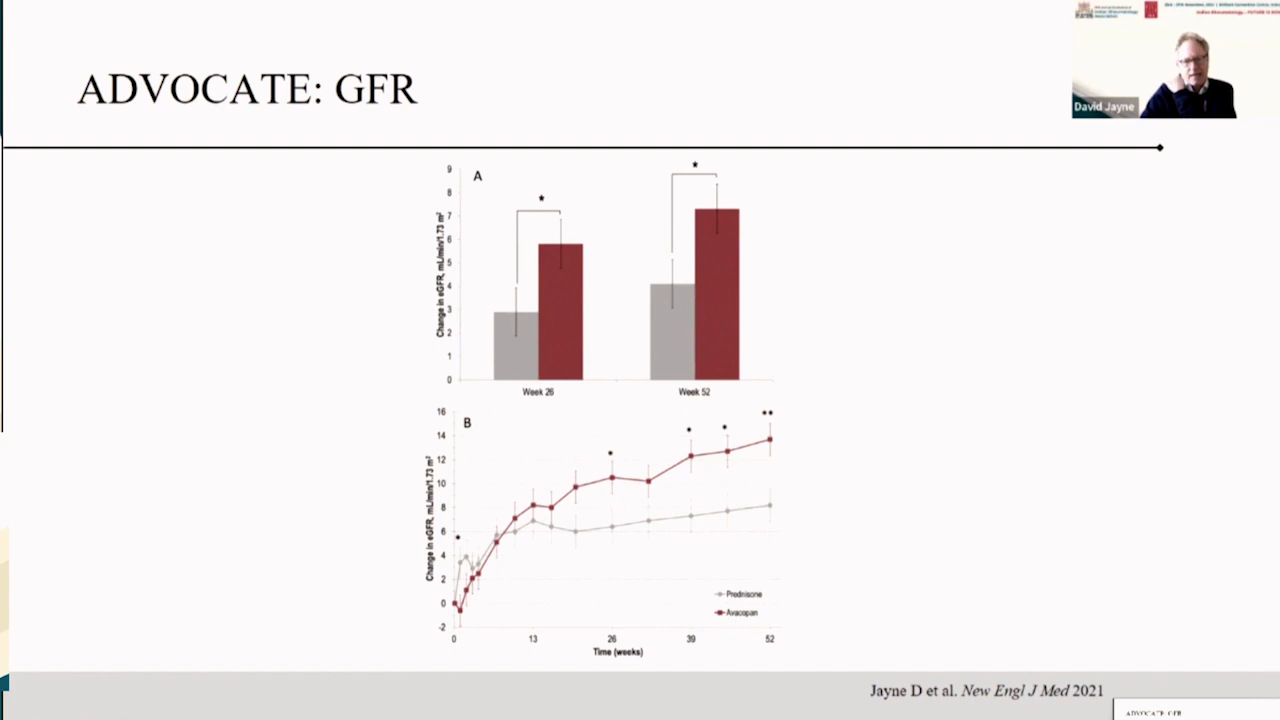 ADVOCATE: GFR
David Jayne
A
Change in eGFR, mL/min/1.73 m²
9
8
7
6
5
4
3
2
1
0
*
*
Week 26
Week 52
B
Change in eGFR, mL/min/1.73 m²
16
14
12
10
8
6
4
2
0
-2
0
13
26
39
52
Time (weeks)
Prednisone
Avacopan
Jayne D et al. New Engl J Med 2021
ADVOCATE: GFR